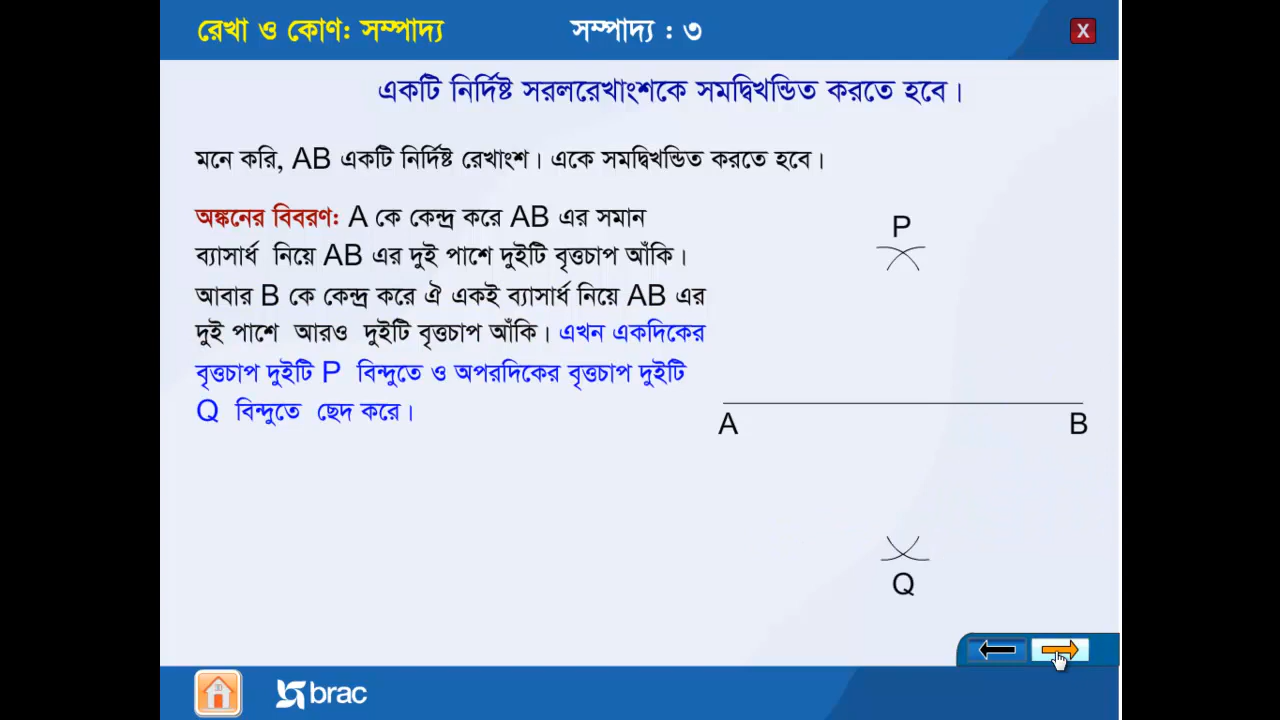 রেখা ও কোণ: সম্পাদ্য সম্পাদ্য : ৩
X
একটি নির্দিষ্ট সরলরেখাংশকে সমদ্বিখন্ডিত করতে হবে।
মনে করি, AB একটি নির্দিষ্ট রেখাংশ। একে সমদ্বিখন্ডিত করতে হবে।
অঙ্কনের বিবরণ: A কে কেন্দ্র করে AB এর সমান
ব্যাসার্ধ নিয়ে AB এর দুই পাশে দুইটি বৃত্তচাপ আঁকি।
আবার B কে কেন্দ্র করে ঐ একই ব্যাসার্ধ নিয়ে AB এর
দুই পাশে আরও দুইটি বৃত্তচাপ আঁকি। এখন একদিকের
বৃত্তচাপ দুইটি P বিন্দুতে ও অপরদিকের বৃত্তচাপ দুইটি
Q বিন্দুতে ছেদ করে।
P
A B
Q
brac